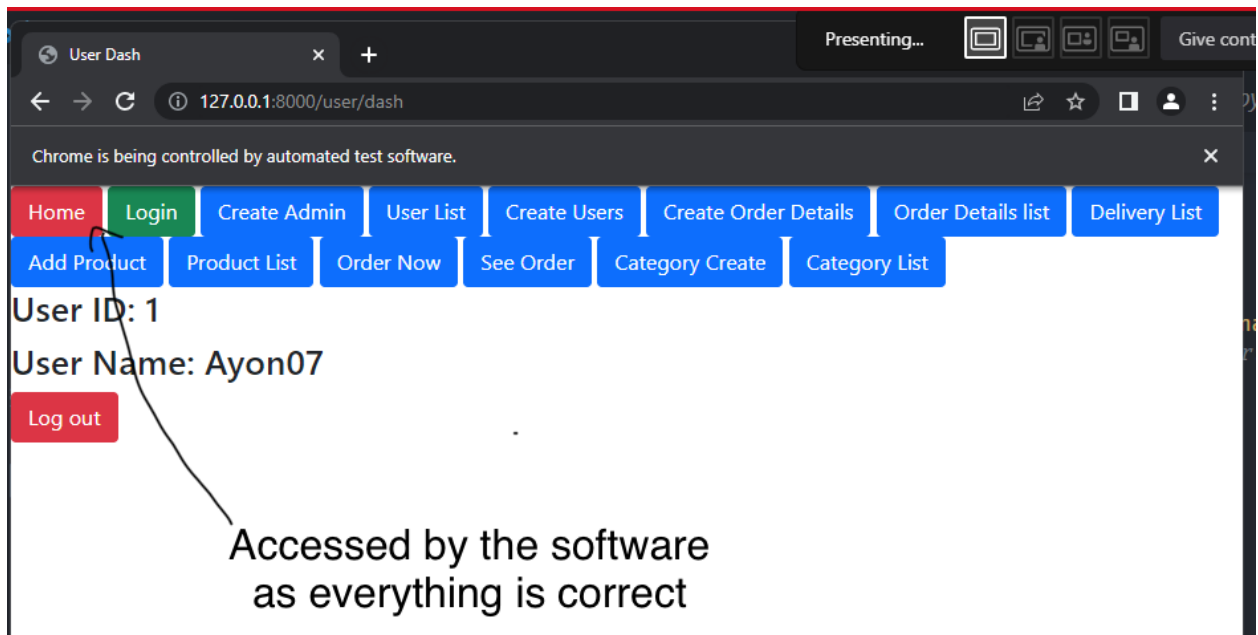 User Dash
Presenting...
Give cont
127.0.0.1:8000/user/dash
Chrome is being controlled by automated test software.
Home Login Create Admin User List Create Users Create Order Details Order Details list Delivery List
Add Product Product List Order Now See Order Category Create Category List
User ID: 1
User Name: Ayon07
Log out
Accessed by the software
as everything is correct